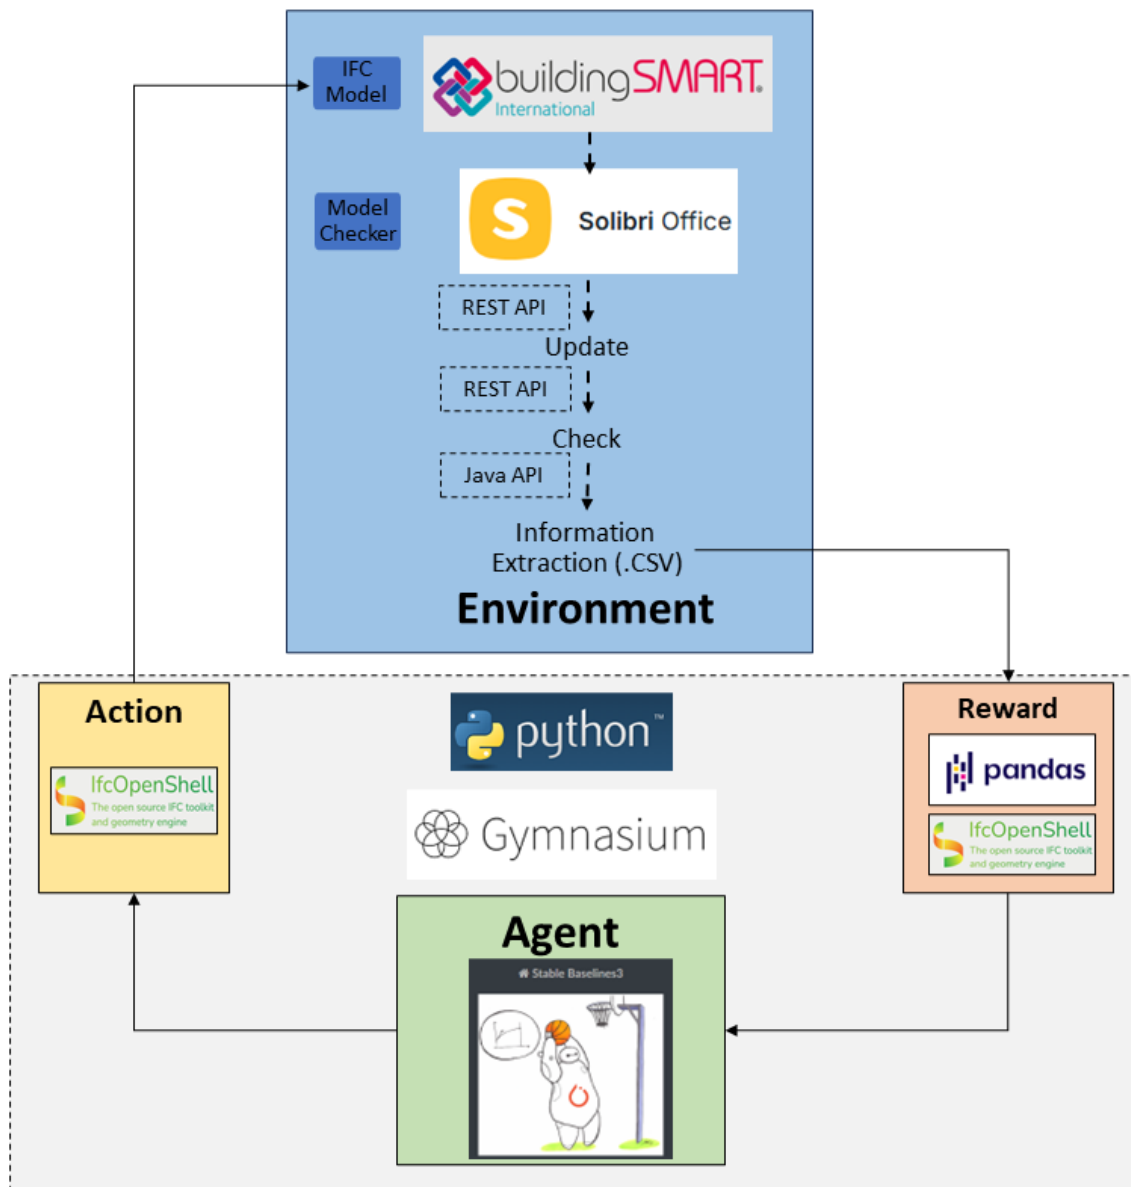 IFC
Model
buildingSMART®
International
Model
Checker
S
Solibri Office
REST API
Update
REST API
Check
Java API
Information
Extraction (.CSV)
Environment
Action
IfcOpenShell
The open source IFC toolkit
and geometry engine
python™
Gymnasium
Reward
pandas
IfcOpenShell
The open source IFC toolkit
and geometry engine
Agent
Stable Baselines3